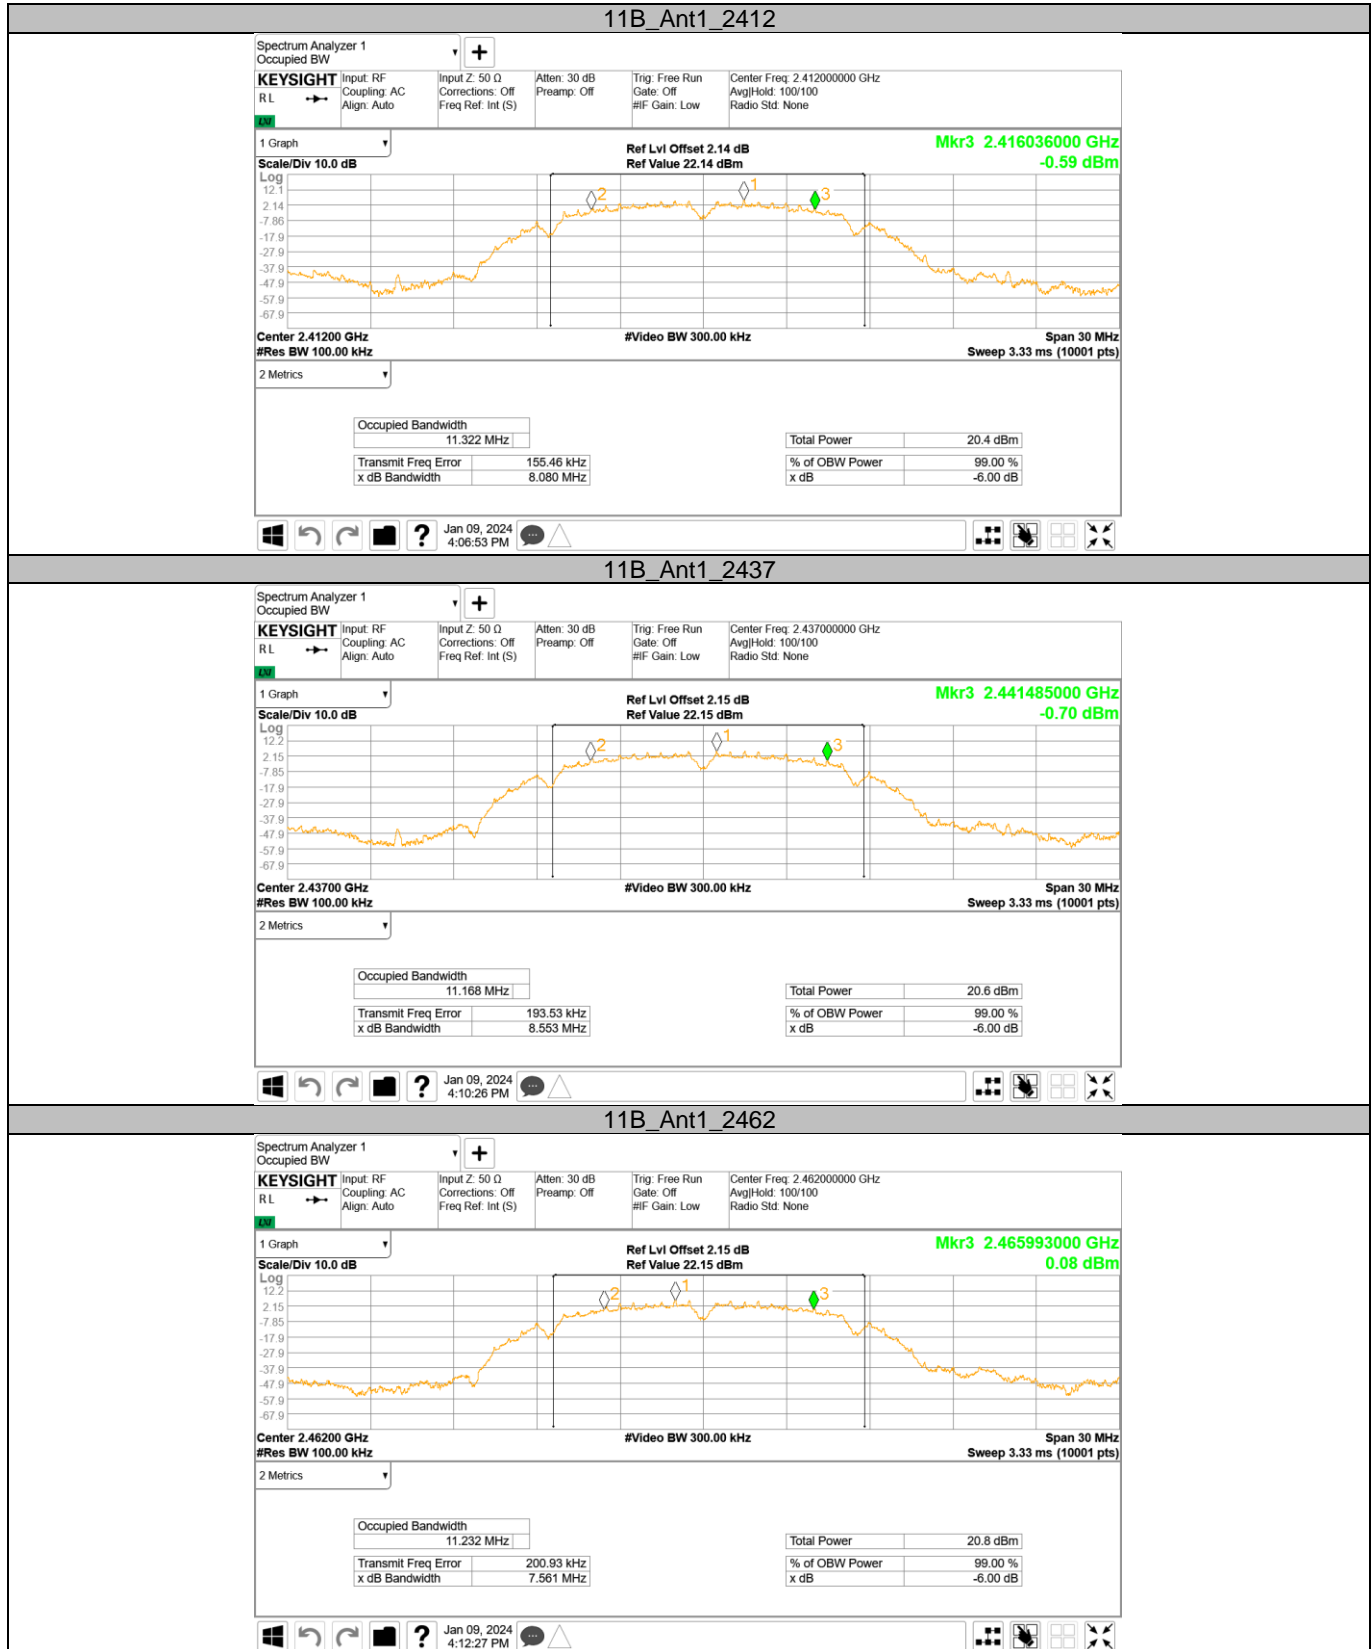 11B_Ant1_2412
Spectrum Analyzer 1
Occupied BW
KEYSIGHT Input: RF Input Z: 50 Ω Atten: 30 dB Trig: Free Run Center Freq: 2.412000000 GHz
RL Coupling: AC Corrections: Off Preamp: Off Gate: Off Avg|Hold: 100/100
Align: Auto Freq Ref: Int (S) #IF Gain: Low Radio Std: None
LXI
1 Graph Ref Lvl Offset 2.14 dB Mkr3 2.416036000 GHz
Scale/Div 10.0 dB Ref Value 22.14 dBm -0.59 dBm
Log
12.1
2.14
-7.86
-17.9
-27.9
-37.9
-47.9
-57.9
-67.9
2 1 3
Center 2.41200 GHz #Video BW 300.00 kHz Span 30 MHz
#Res BW 100.00 kHz Sweep 3.33 ms (10001 pts)
2 Metrics
Occupied Bandwidth
11.322 MHz Total Power 20.4 dBm
Transmit Freq Error 155.46 kHz % of OBW Power 99.00 %
x dB Bandwidth 8.080 MHz x dB -6.00 dB
? Jan 09, 2024
4:06:53 PM
11B_Ant1_2437
Spectrum Analyzer 1
Occupied BW
KEYSIGHT Input: RF Input Z: 50 Ω Atten: 30 dB Trig: Free Run Center Freq: 2.437000000 GHz
RL Coupling: AC Corrections: Off Preamp: Off Gate: Off Avg|Hold: 100/100
Align: Auto Freq Ref: Int (S) #IF Gain: Low Radio Std: None
LXI
1 Graph Ref Lvl Offset 2.15 dB Mkr3 2.441485000 GHz
Scale/Div 10.0 dB Ref Value 22.15 dBm -0.70 dBm
Log
12.2
2.15
-7.85
-17.9
-27.9
-37.9
-47.9
-57.9
-67.9
2 1 3
Center 2.43700 GHz #Video BW 300.00 kHz Span 30 MHz
#Res BW 100.00 kHz Sweep 3.33 ms (10001 pts)
2 Metrics
Occupied Bandwidth
11.168 MHz Total Power 20.6 dBm
Transmit Freq Error 193.53 kHz % of OBW Power 99.00 %
x dB Bandwidth 8.553 MHz x dB -6.00 dB
? Jan 09, 2024
4:10:26 PM
11B_Ant1_2462
Spectrum Analyzer 1
Occupied BW
KEYSIGHT Input: RF Input Z: 50 Ω Atten: 30 dB Trig: Free Run Center Freq: 2.462000000 GHz
RL Coupling: AC Corrections: Off Preamp: Off Gate: Off Avg|Hold: 100/100
Align: Auto Freq Ref: Int (S) #IF Gain: Low Radio Std: None
LXI
1 Graph Ref Lvl Offset 2.15 dB Mkr3 2.465993000 GHz
Scale/Div 10.0 dB Ref Value 22.15 dBm 0.08 dBm
Log
12.2
2.15
-7.85
-17.9
-27.9
-37.9
-47.9
-57.9
-67.9
2 1 3
Center 2.46200 GHz #Video BW 300.00 kHz Span 30 MHz
#Res BW 100.00 kHz Sweep 3.33 ms (10001 pts)
2 Metrics
Occupied Bandwidth
11.232 MHz Total Power 20.8 dBm
Transmit Freq Error 200.93 kHz % of OBW Power 99.00 %
x dB Bandwidth 7.561 MHz x dB -6.00 dB
? Jan 09, 2024
4:12:27 PM